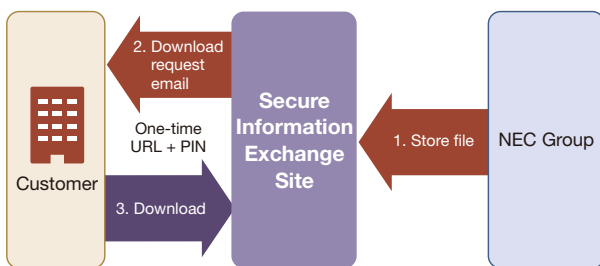 2. Download
request
email
One-time
URL + PIN
Customer
3. Download
Secure
Information
Exchange
Site
1. Store file
NEC Group